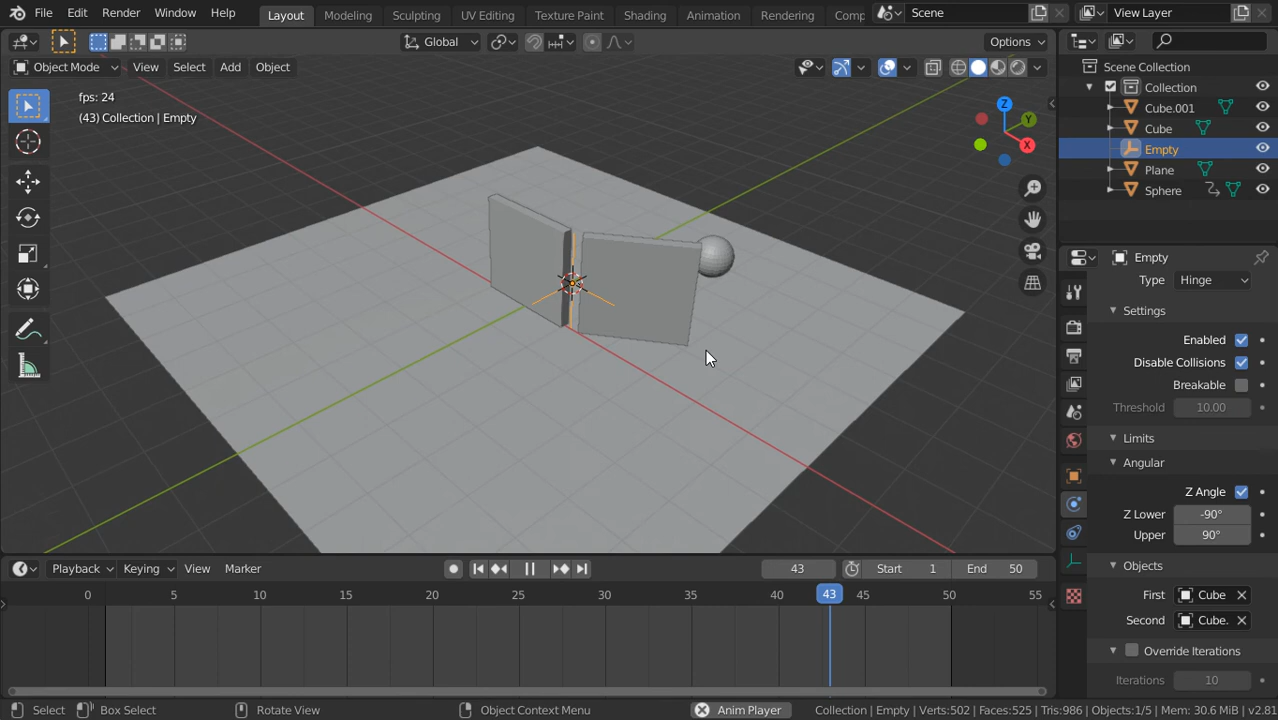 File Edit Render Window Help Layout Modeling Sculpting UV Editing Texture Paint Shading Animation Rendering Comp Scene View Layer
Global Options
Object Mode View Select Add Object
fps: 24
(43) Collection | Empty
Z
Y
X
Scene Collection
Collection
Cube.001
Cube
Empty
Plane
Sphere
Empty
Type Hinge
Settings
Enabled
Disable Collisions
Breakable
Threshold 10.00
Limits
Angular
Z Angle
Z Lower -90°
Upper 90°
Objects
First Cube
Second Cube.
Override Iterations
Iterations 10
Playback Keying View Marker 43 Start 1 End 50
0 5 10 15 20 25 30 35 40 43 45 50 55
Select Box Select Rotate View Object Context Menu Anim Player Collection | Empty | Verts:502 | Faces:525 | Tris:986 | Objects:1/5 | Mem: 30.6 MiB | v2.81